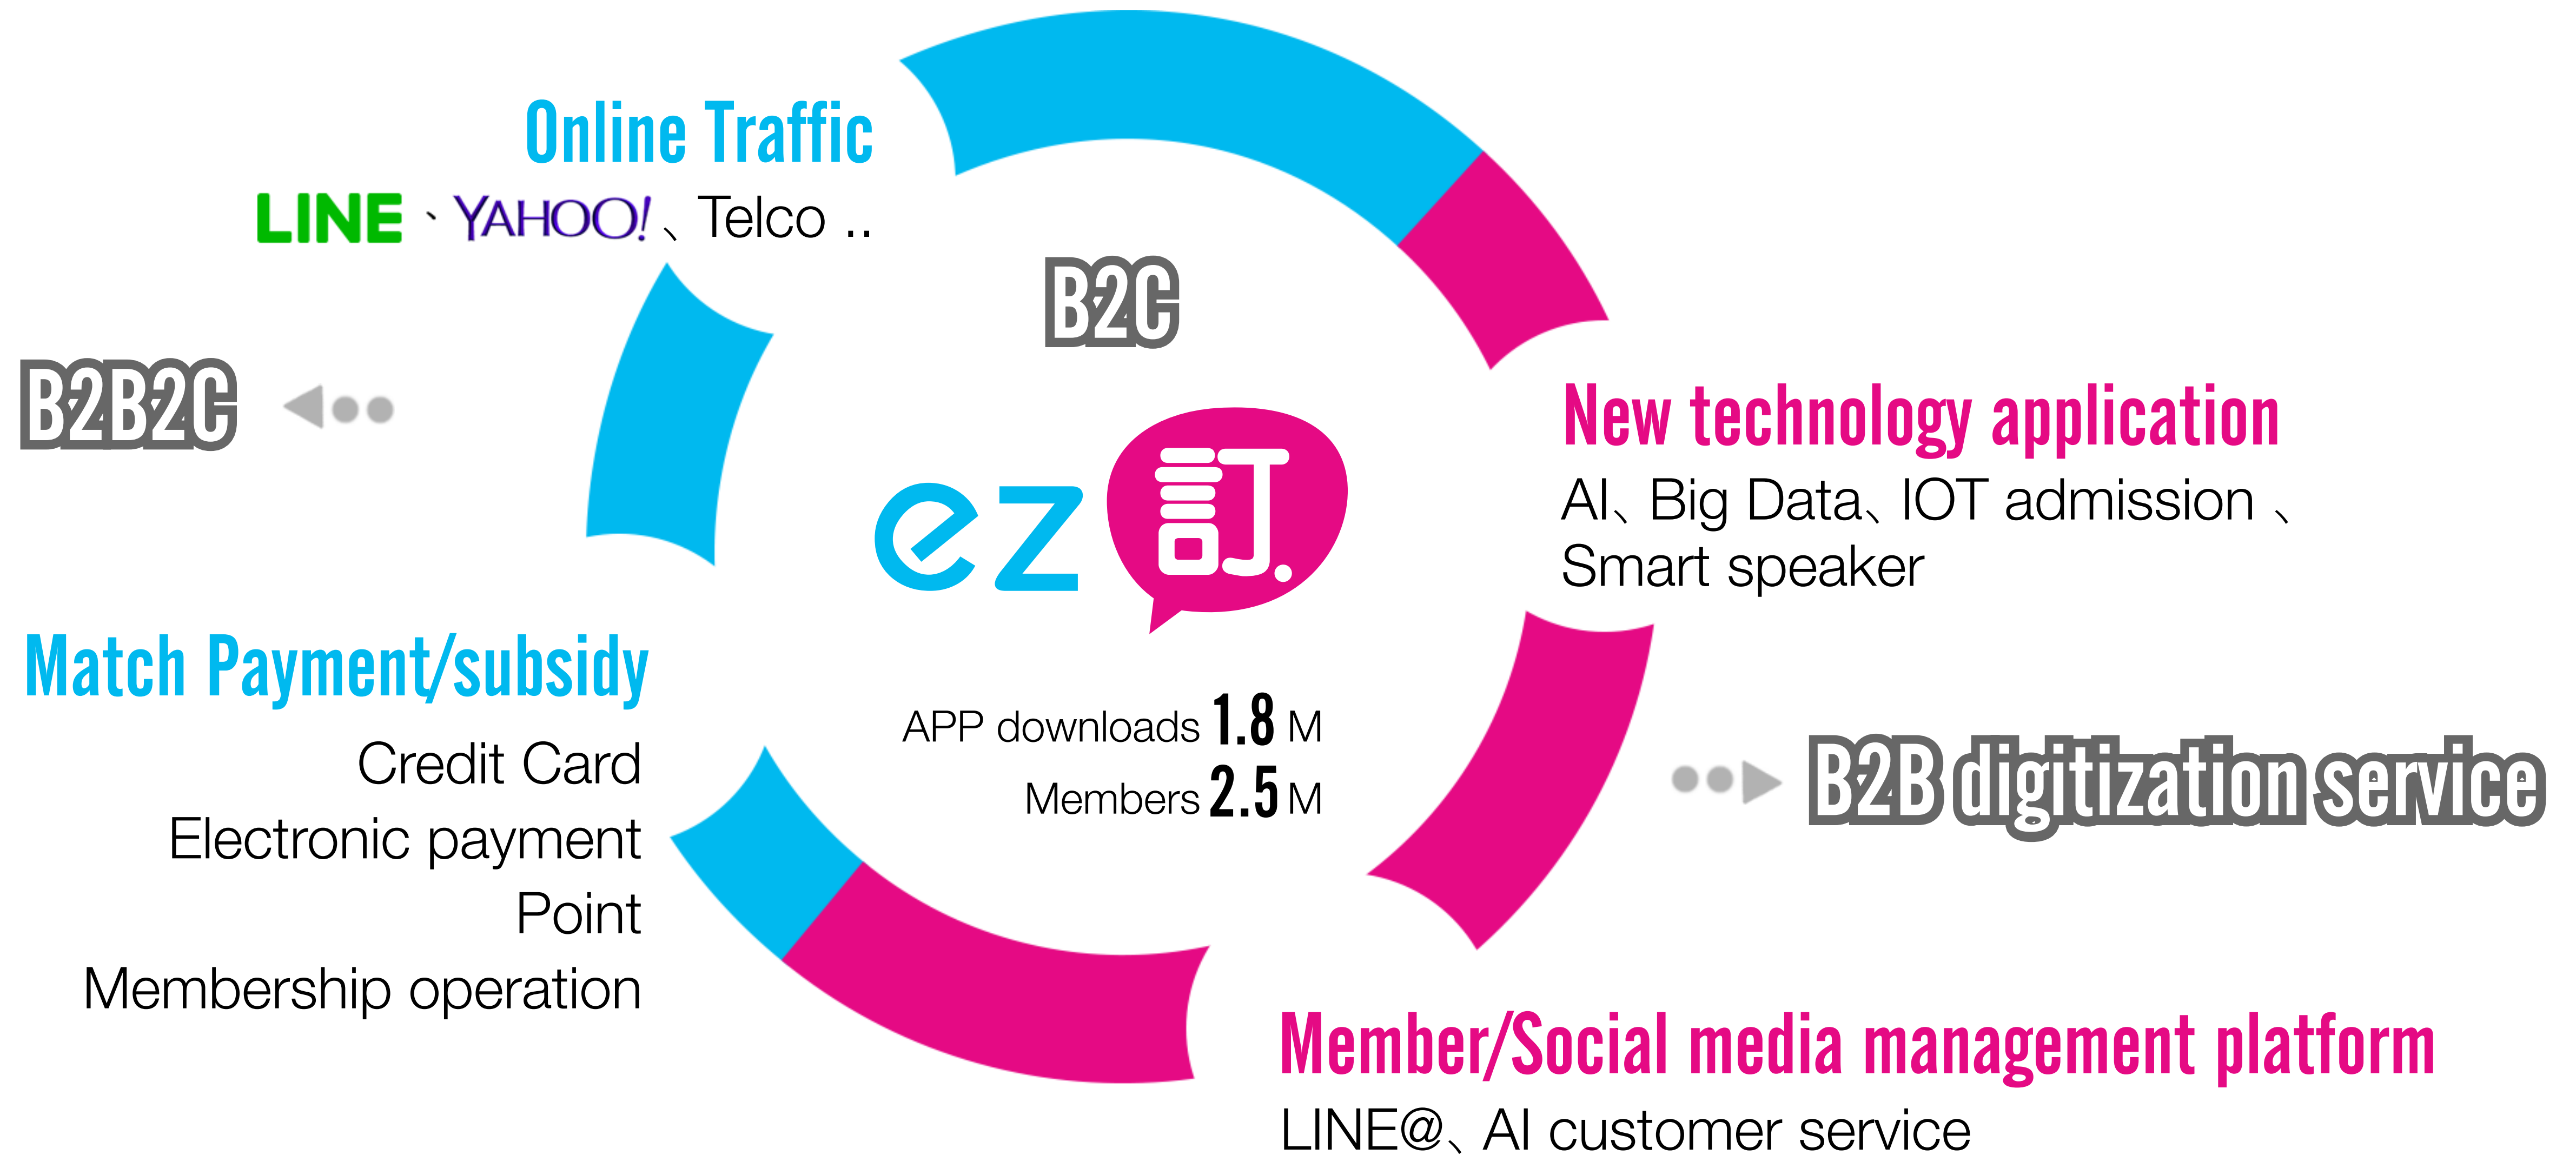 Online Traffic
LINE、YAHOO!、Telco ..
B2C
B2B2C
ez訂.
New technology application
AI、Big Data、IOT admission 、
Smart speaker
Match Payment/subsidy
Credit Card
Electronic payment
Point
Membership operation
APP downloads 1.8 M
Members 2.5 M
B2B digitization service
Member/Social media management platform
LINE@、AI customer service